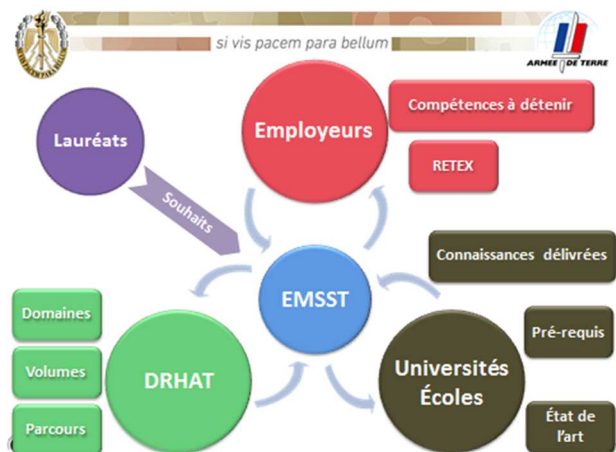 si vis pacem para bellum
ARMEE DE TERRE
Lauréats
Souhaits
Employeurs
Compétences à détenir
RETEX
EMSST
Connaissances délivrées
Domaines
Volumes
Parcours
DRHAT
Universités
Écoles
Pré-requis
État de
l'art